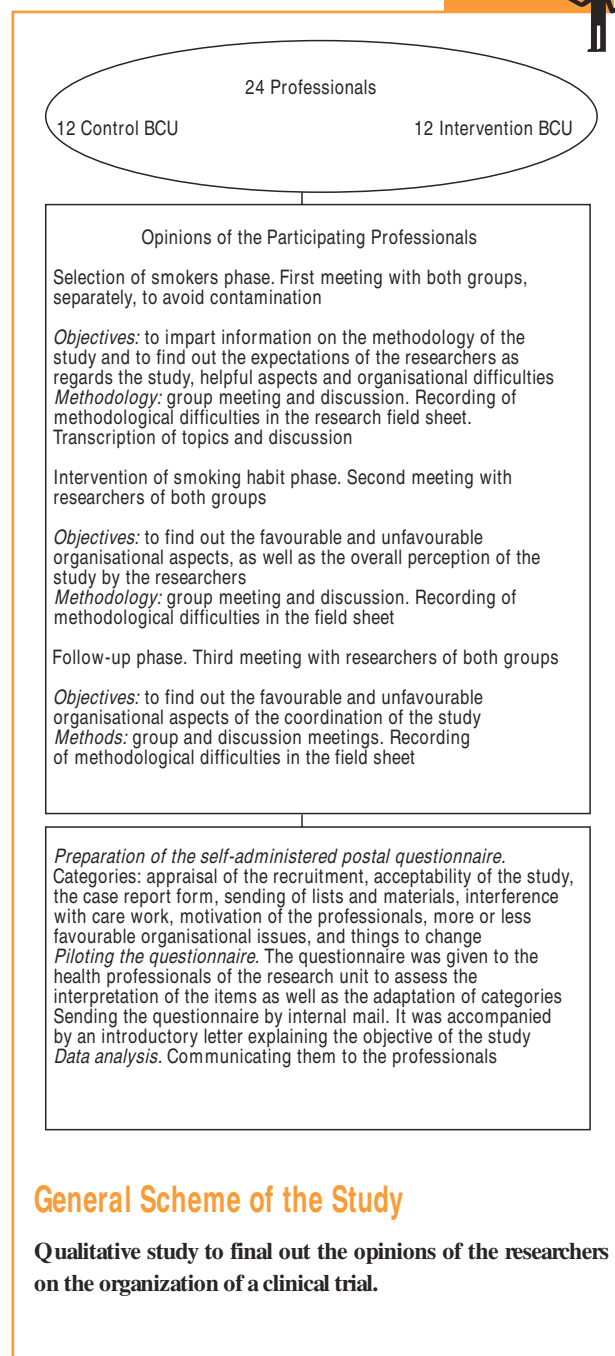 24 Professionals
12 Control BCU 12 Intervention BCU
Opinions of the Participating Professionals
Selection of smokers phase. First meeting with both groups,
separately, to avoid contamination
Objectives: to impart information on the methodology of the
study and to find out the expectations of the researchers as
regards the study, helpful aspects and organisational difficulties
Methodology: group meeting and discussion. Recording of
methodological difficulties in the research field sheet.
Transcription of topics and discussion
Intervention of smoking habit phase. Second meeting with
researchers of both groups
Objectives: to find out the favourable and unfavourable
organisational aspects, as well as the overall perception of the
study by the researchers
Methodology: group meeting and discussion. Recording of
methodological difficulties in the field sheet
Follow-up phase. Third meeting with researchers of both groups
Objectives: to find out the favourable and unfavourable
organisational aspects of the coordination of the study
Methods: group and discussion meetings. Recording
of methodological difficulties in the field sheet
Preparation of the self-administered postal questionnaire.
Categories: appraisal of the recruitment, acceptability of the study,
the case report form, sending of lists and materials, interference
with care work, motivation of the professionals, more or less
favourable organisational issues, and things to change
Piloting the questionnaire. The questionnaire was given to the
health professionals of the research unit to assess the
interpretation of the items as well as the adaptation of categories
Sending the questionnaire by internal mail. It was accompanied
by an introductory letter explaining the objective of the study
Data analysis. Communicating them to the professionals
General Scheme of the Study
Qualitative study to final out the opinions of the researchers
on the organization of a clinical trial.